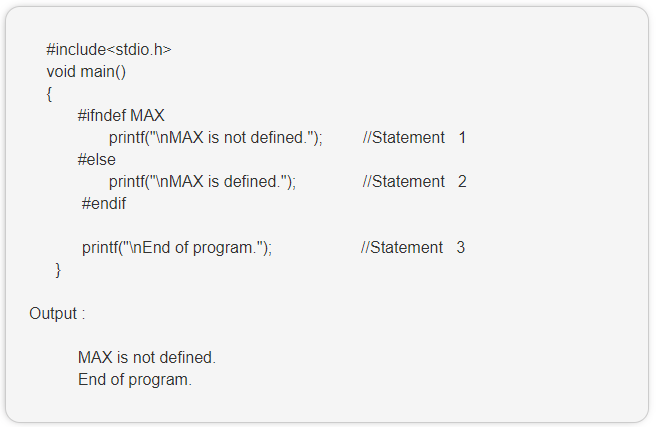 #include<stdio.h>
void main()
{
#ifndef MAX
printf("\nMAX is not defined."); //Statement 1
#else
printf("\nMAX is defined."); //Statement 2
#endif
printf("\nEnd of program."); //Statement 3
}
Output :
MAX is not defined.
End of program.